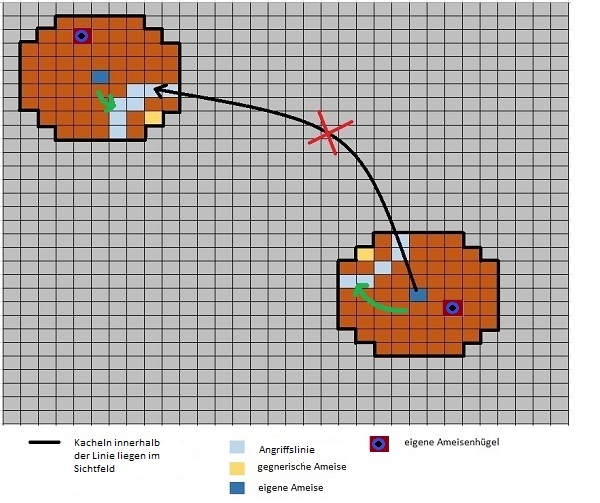 Kacheln innerhalb
der Linie liegen im
Sichtfeld
Angriffslinie
gegnerische Ameise
eigene Ameise
eigene Ameisenhügel